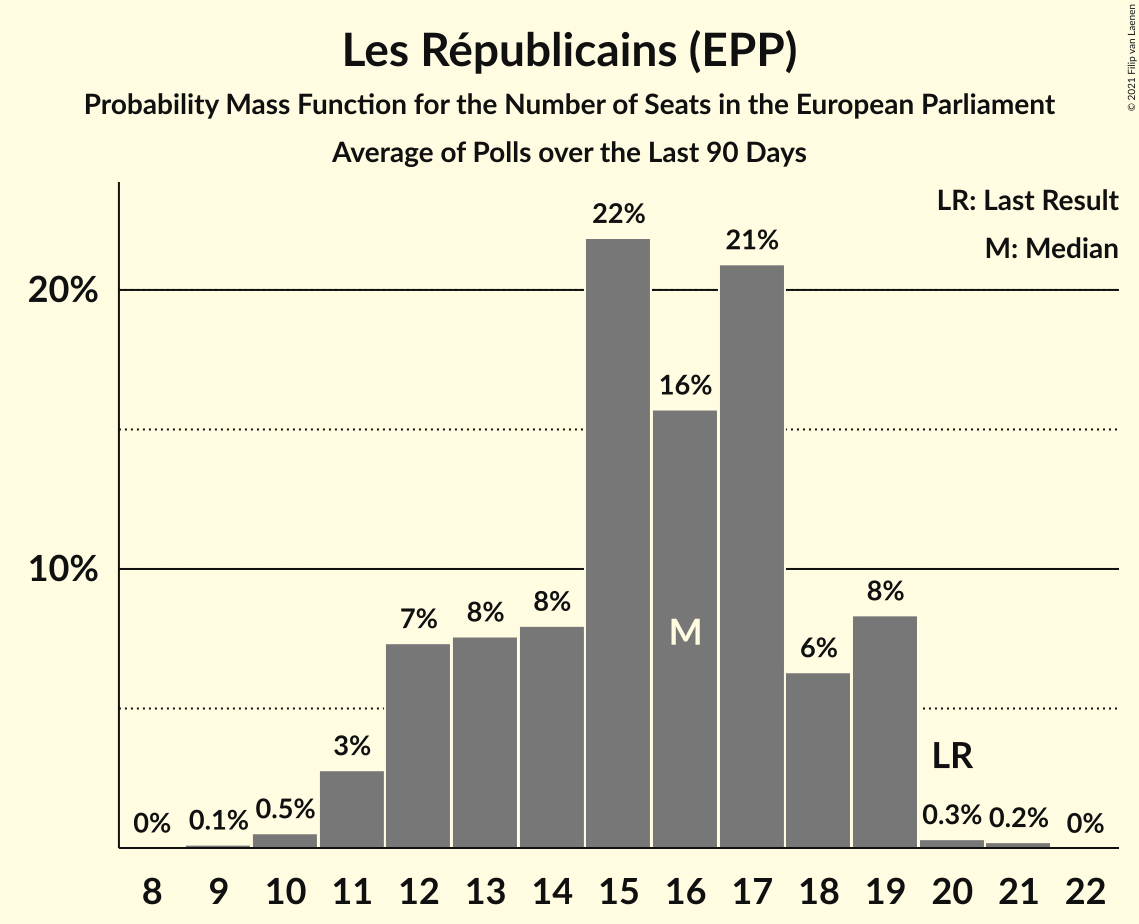 Les Républicains (EPP)
Probability Mass Function for the Number of Seats in the European Parliament
Average of Polls over the Last 90 Days
© 2021 Filip van Laenen
LR: Last Result
M: Median
20%
10%
0% 0.1% 0.5% 3% 7% 8% 8% 22% 16% 21% 6% 8% 0.3% 0.2% 0%
M
LR
8 9 10 11 12 13 14 15 16 17 18 19 20 21 22